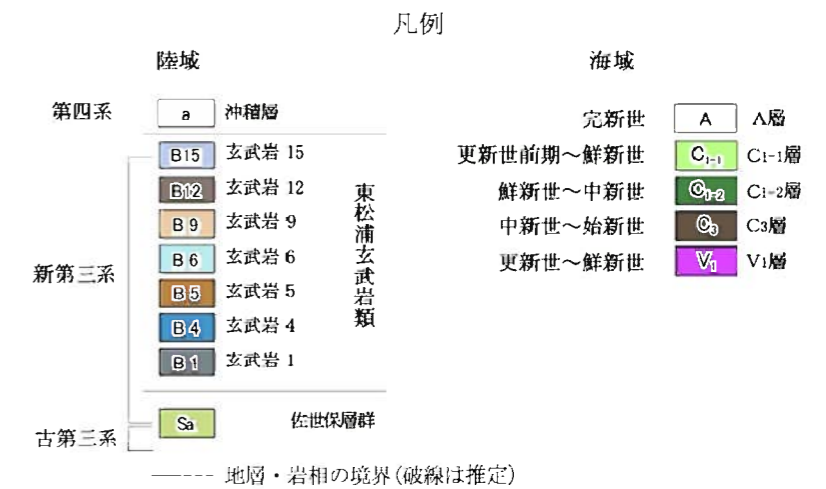 凡例
陸域
第四系 a 沖積層
B15 玄武岩 15
B12 玄武岩 12
B 9 玄武岩 9
B 6 玄武岩 6
B 5 玄武岩 5
B 4 玄武岩 4
B 1 玄武岩 1
東松浦玄武岩類
新第三系
Sa 佐世保層群
古第三系
地層・岩相の境界(破線は推定)
海域
完新世 A A層
更新世前期～鮮新世 C1-1 C1-1層
鮮新世～中新世 C1-2 C1-2層
中新世～始新世 C3 C3層
更新世～鮮新世 V1 V1層